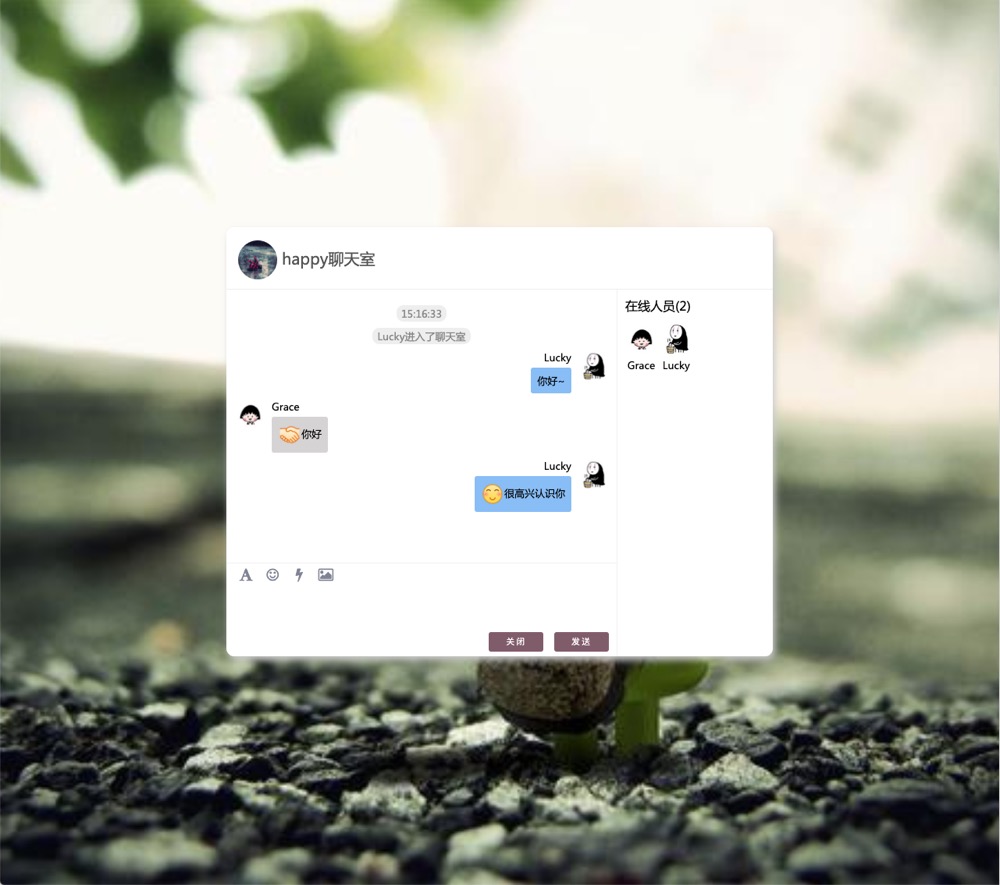 happy聊天室
15:16:33
Lucky进入了聊天室
Lucky
你好~
Grace
🤝你好
Lucky
😊很高兴认识你
关闭 发送
在线人员(2)
Grace Lucky